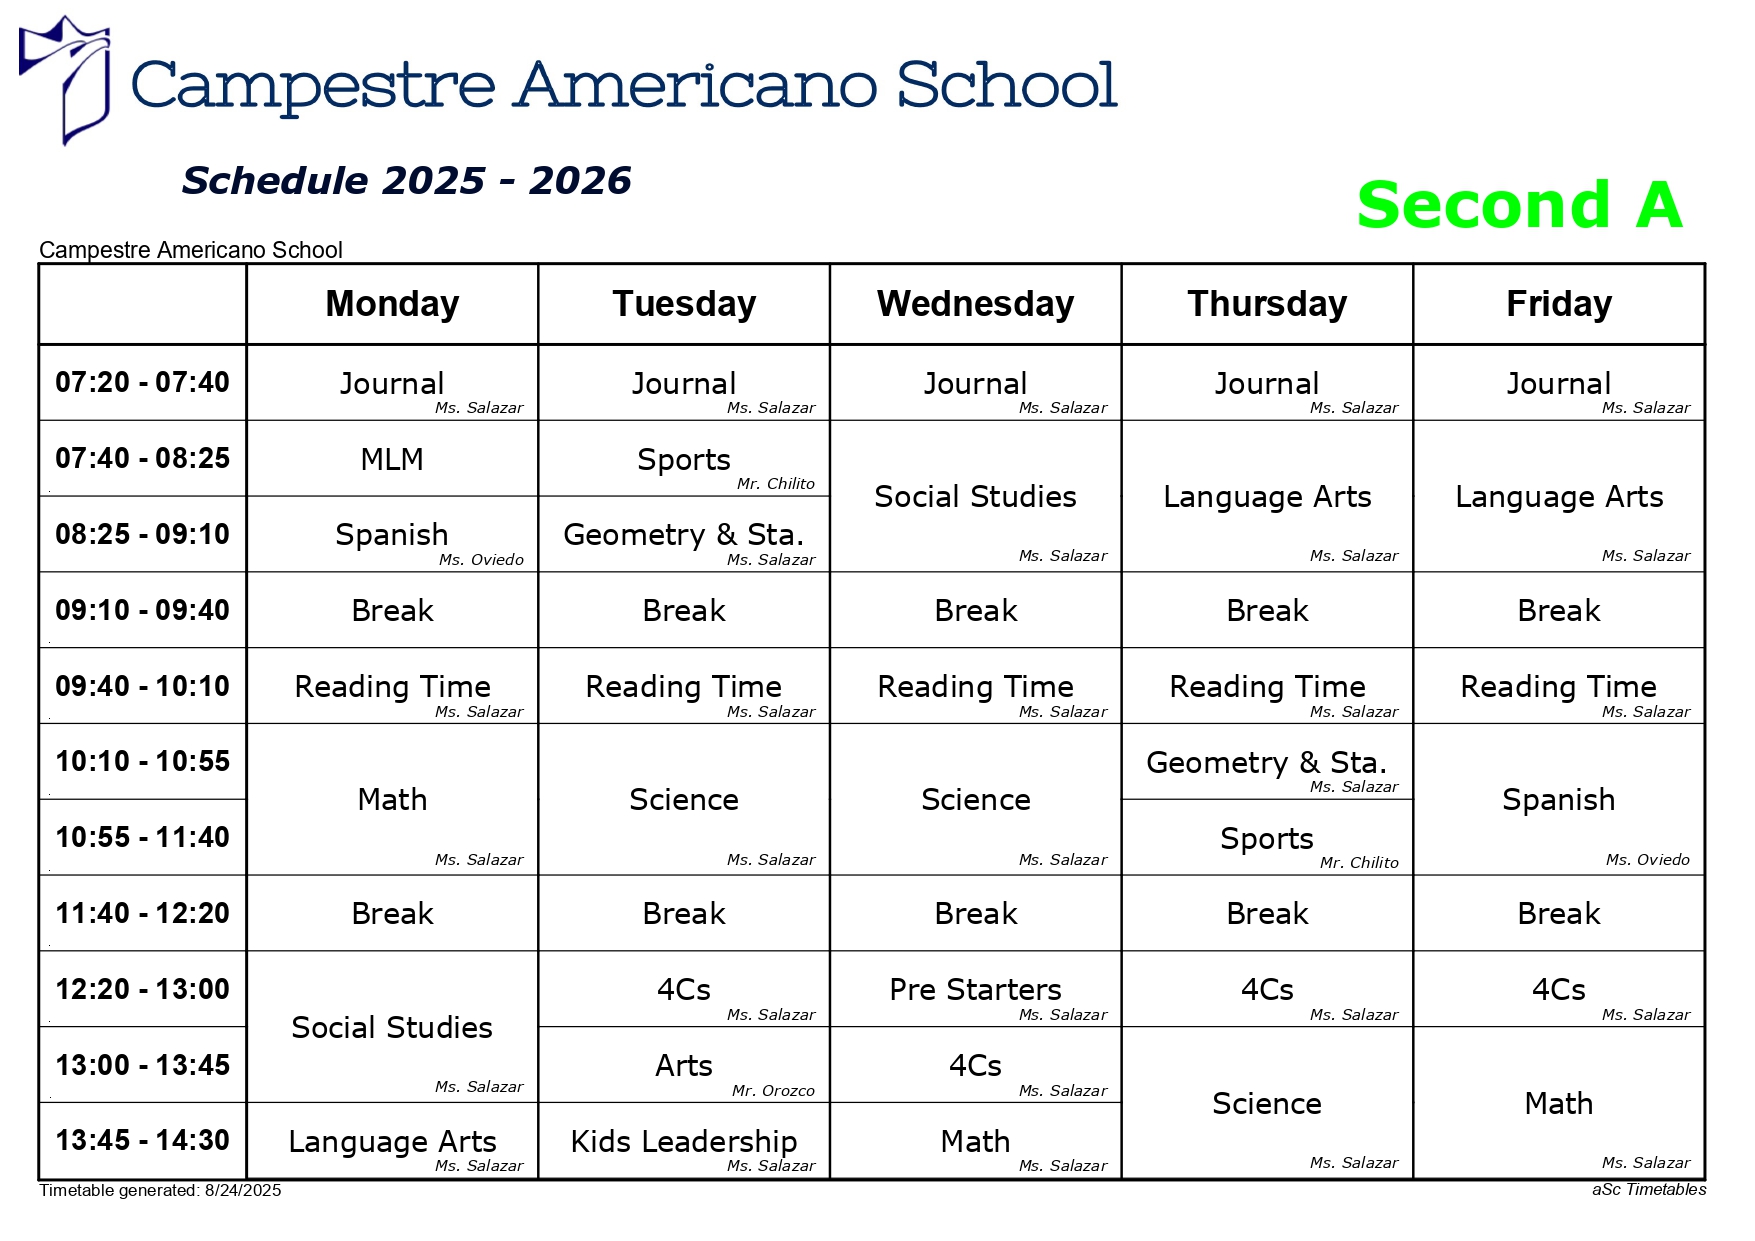 Campestre Americano School
Schedule 2025 - 2026
Second A
Campestre Americano School
Monday Tuesday Wednesday Thursday Friday
07:20 - 07:40 Journal Journal Journal Journal Journal
Ms. Salazar Ms. Salazar Ms. Salazar Ms. Salazar Ms. Salazar
07:40 - 08:25 MLM Sports
Mr. Chilito
Social Studies Language Arts Language Arts
08:25 - 09:10 Spanish Geometry & Sta.
Ms. Oviedo Ms. Salazar Ms. Salazar Ms. Salazar Ms. Salazar
09:10 - 09:40 Break Break Break Break Break
09:40 - 10:10 Reading Time Reading Time Reading Time Reading Time Reading Time
Ms. Salazar Ms. Salazar Ms. Salazar Ms. Salazar Ms. Salazar
10:10 - 10:55 Geometry & Sta.
Ms. Salazar
Math Science Science Spanish
10:55 - 11:40 Sports
Ms. Salazar Ms. Salazar Ms. Salazar Mr. Chilito Ms. Oviedo
11:40 - 12:20 Break Break Break Break Break
12:20 - 13:00 4Cs Pre Starters 4Cs 4Cs
Ms. Salazar Ms. Salazar Ms. Salazar Ms. Salazar
Social Studies
13:00 - 13:45 Arts 4Cs
Ms. Salazar Mr. Orozco Ms. Salazar
Science Math
13:45 - 14:30 Language Arts Kids Leadership Math
Ms. Salazar Ms. Salazar Ms. Salazar Ms. Salazar Ms. Salazar
Timetable generated: 8/24/2025 aSc Timetables